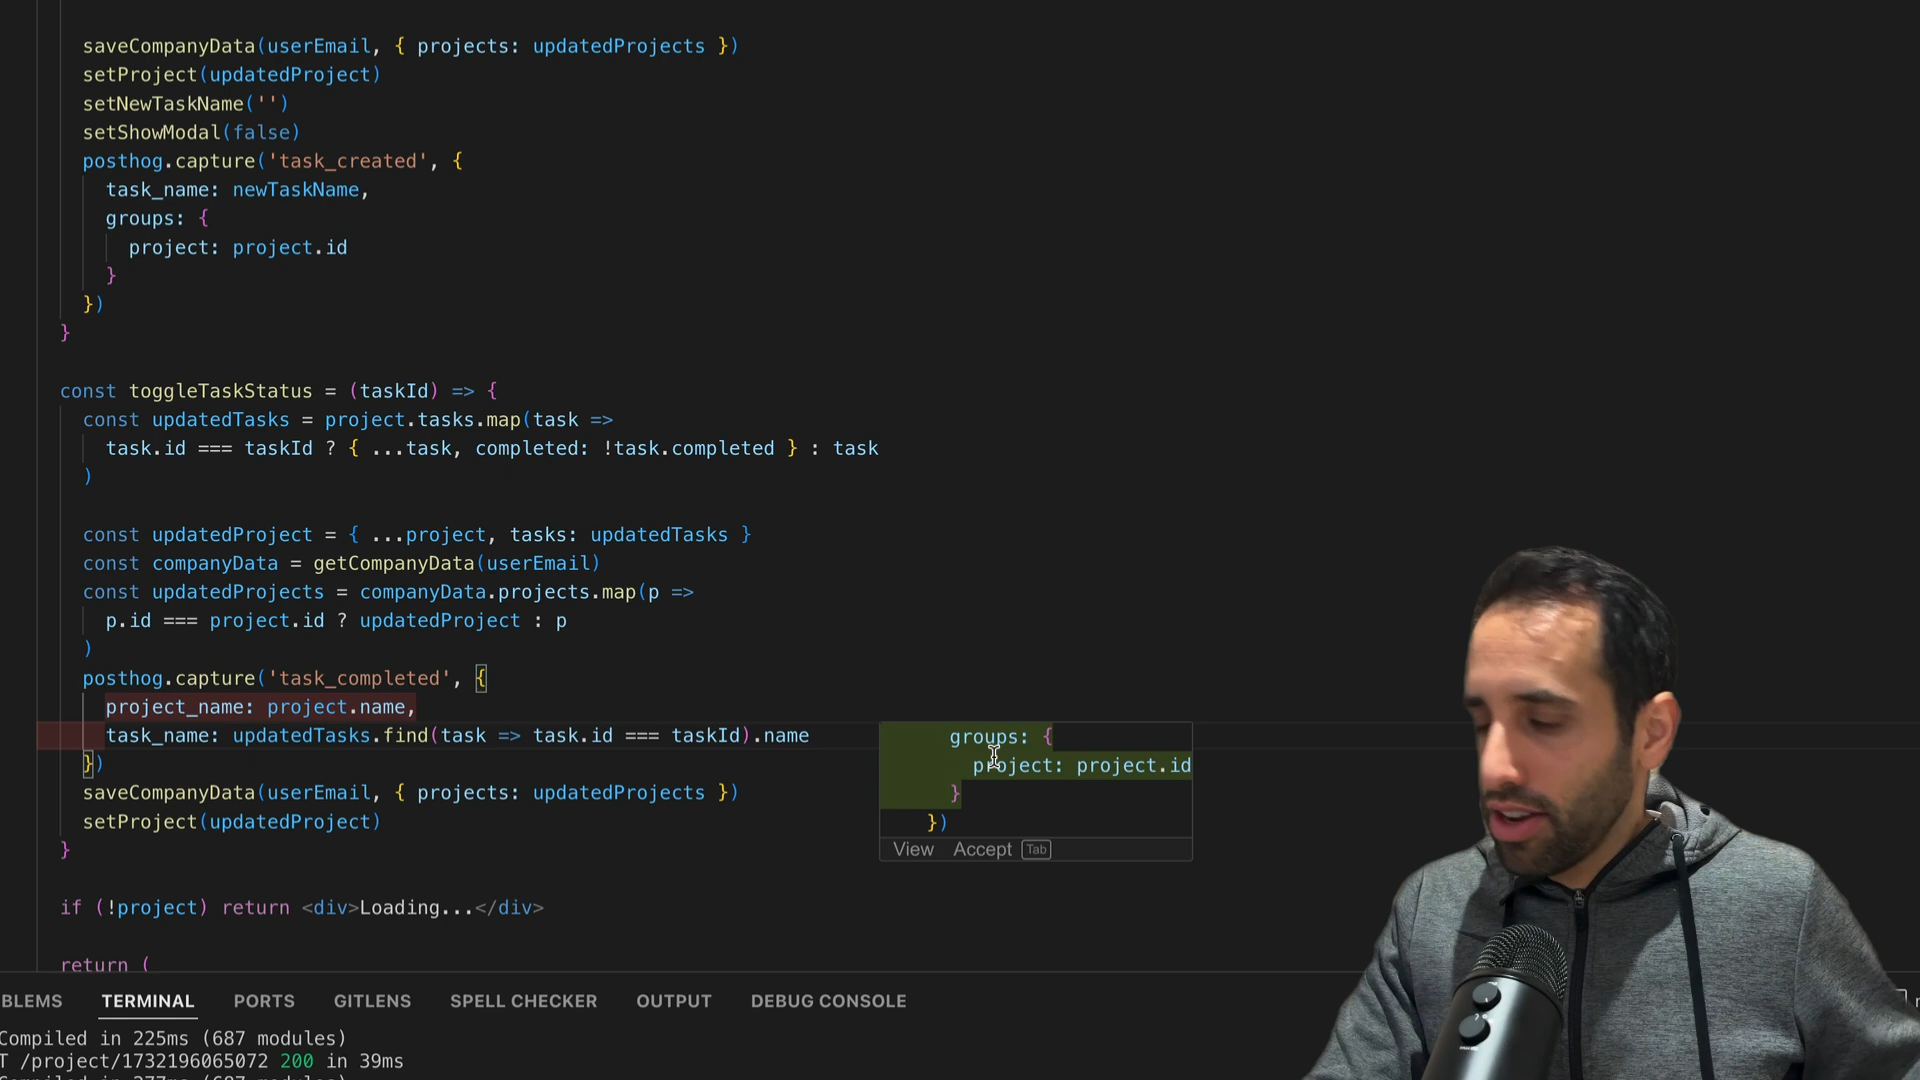 saveCompanyData(userEmail, { projects: updatedProjects })
setProject(updatedProject)
setNewTaskName('')
setShowModal(false)
posthog.capture('task_created', {
task_name: newTaskName,
groups: {
project: project.id
}
})
}
const toggleTaskStatus = (taskId) => {
const updatedTasks = project.tasks.map(task =>
task.id === taskId ? { ...task, completed: !task.completed } : task
)
const updatedProject = { ...project, tasks: updatedTasks }
const companyData = getCompanyData(userEmail)
const updatedProjects = companyData.projects.map(p =>
p.id === project.id ? updatedProject : p
)
posthog.capture('task_completed', {
project_name: project.name,
task_name: updatedTasks.find(task => task.id === taskId).name
})
saveCompanyData(userEmail, { projects: updatedProjects })
setProject(updatedProject)
}
groups: {
project: project.id
}
})
View Accept Tab
if (!project) return <div>Loading...</div>
return (
BLEMS TERMINAL PORTS GITLENS SPELL CHECKER OUTPUT DEBUG CONSOLE
Compiled in 225ms (687 modules)
T /project/1732196065072 200 in 39ms